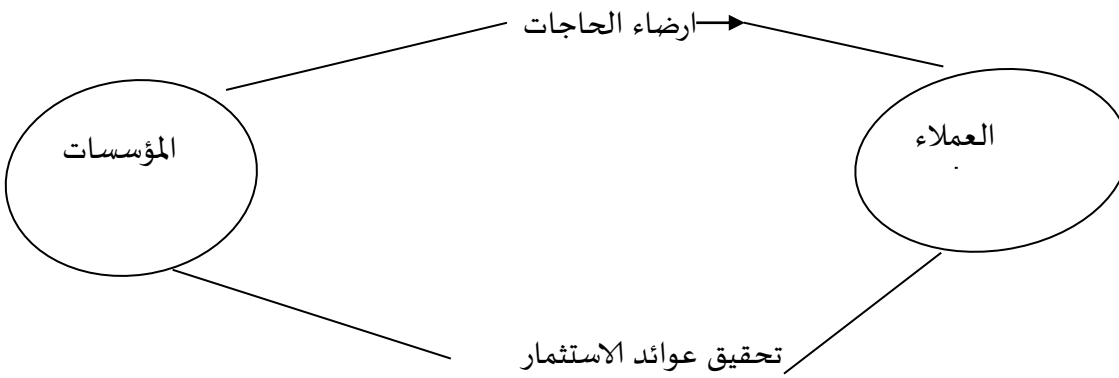 ارضاء الحاجات
العملاء
المؤسسات
تحقيق عوائد الاستثمار